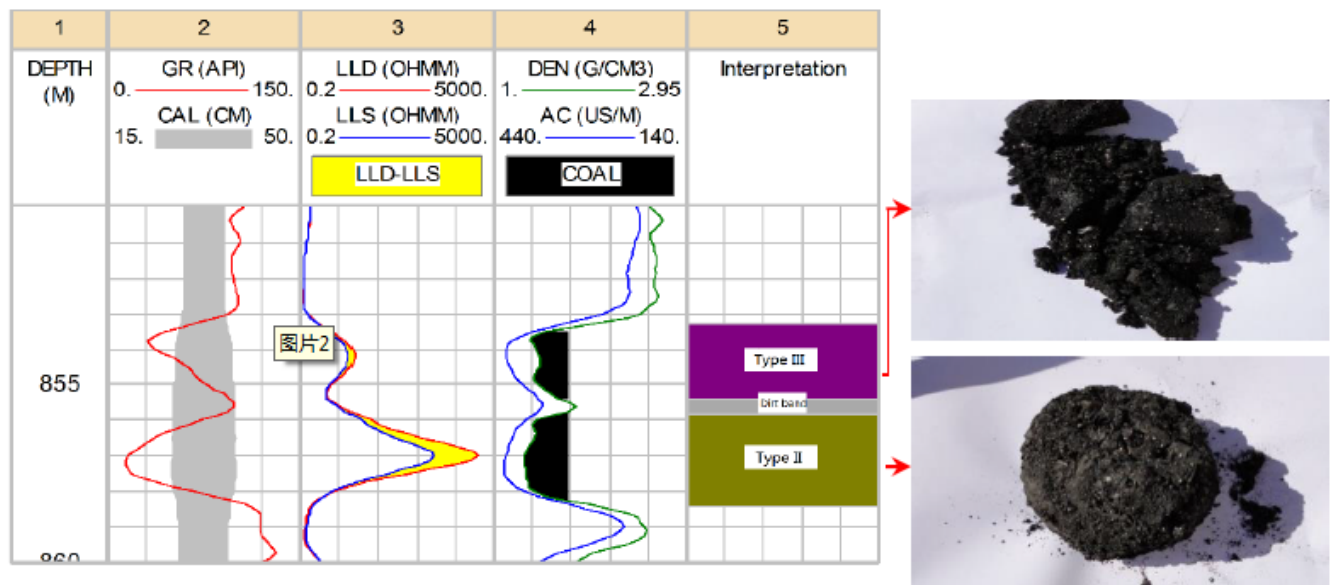 1 2 3 4 5
DEPTH (M)
GR (API)
0. 150.
CAL (CM)
15. 50.
LLD (OHMM)
0.2 5000.
LLS (OHMM)
0.2 5000.
LLD-LLS
DEN (G/CM3)
1. 2.95
AC (US/M)
440. 140.
COAL
Interpretation
图片2
Type III
855
Dirt band
Type II
860